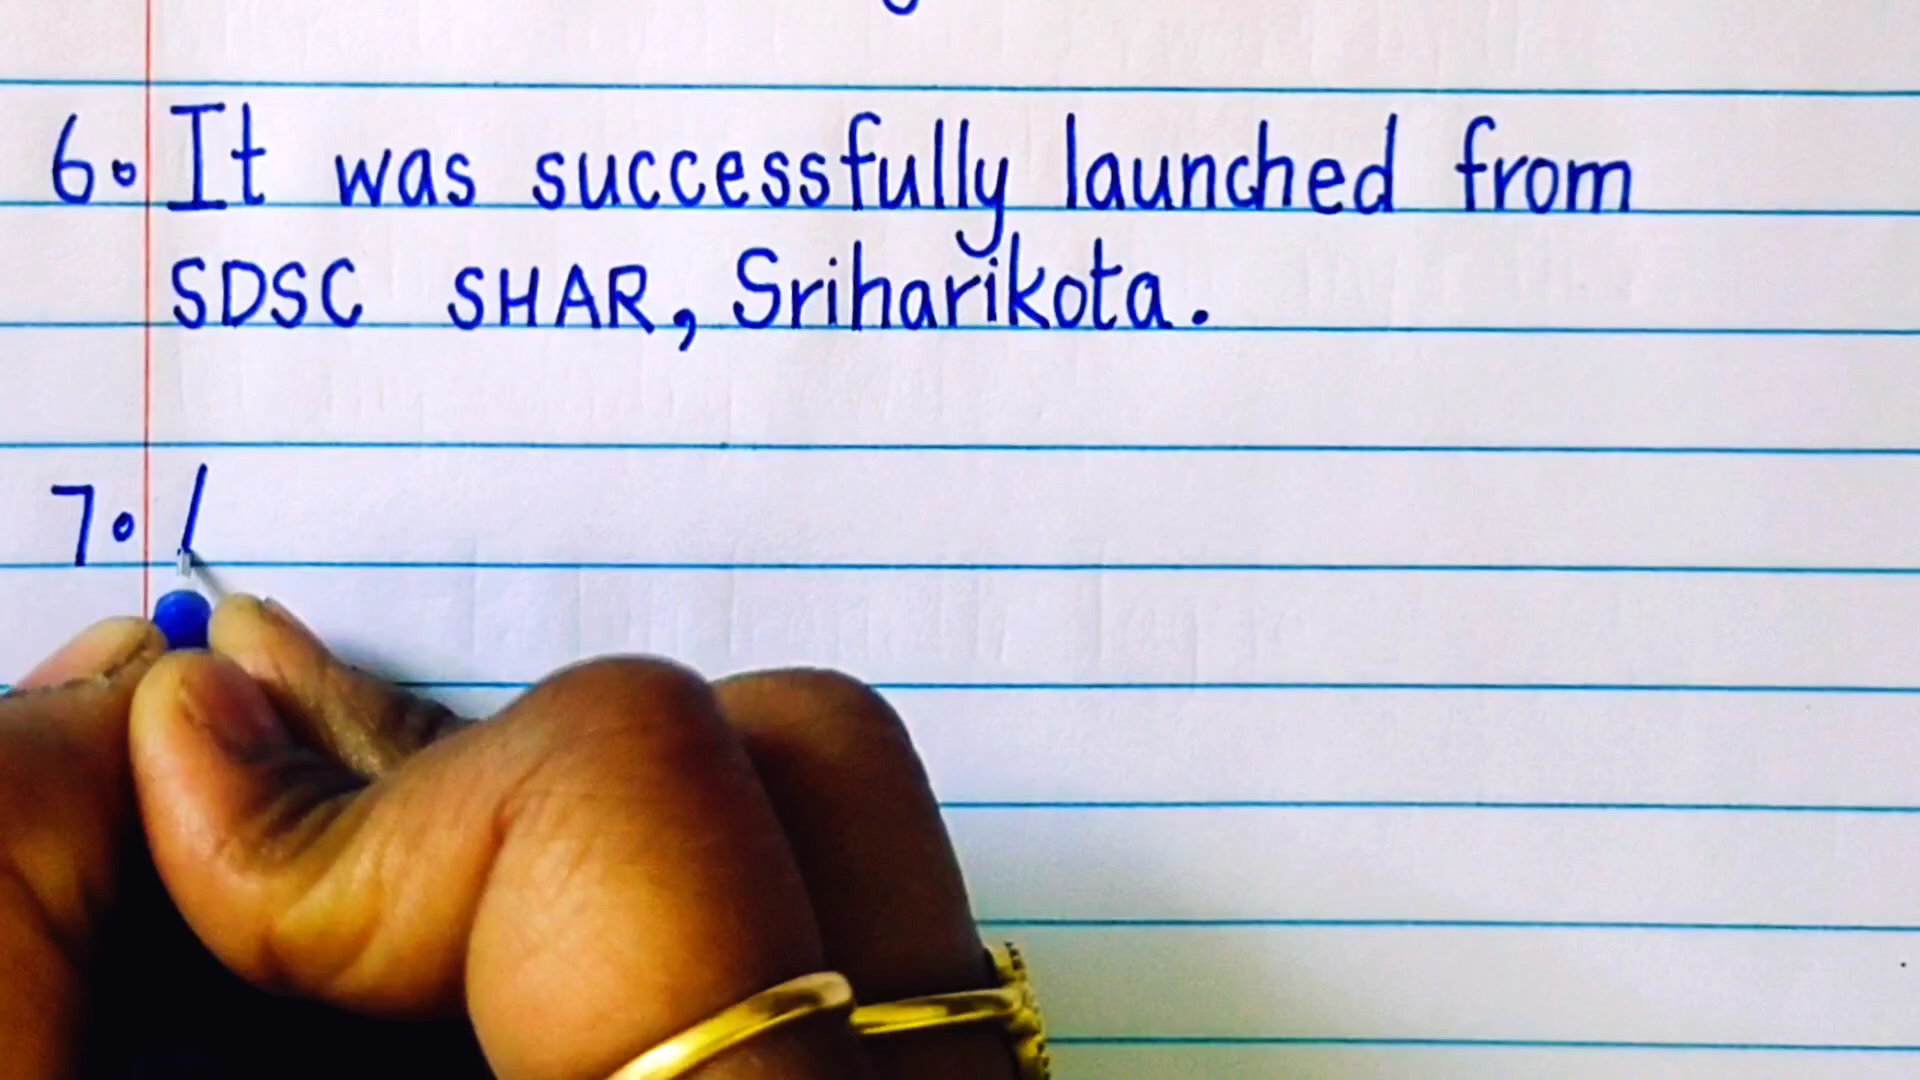 6. It was successfully launched from
SDSC SHAR, Sriharikota.
7.